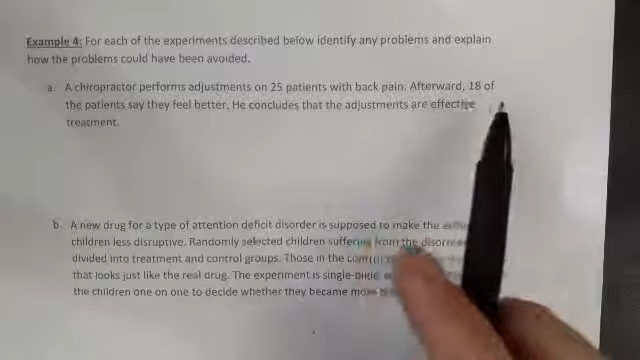 Example 4: For each of the experiments described below identify any problems and explain
how the problems could have been avoided.
a. A chiropractor performs adjustments on 25 patients with back pain. Afterward, 18 of
the patients say they feel better. He concludes that the adjustments are effective
treatment.
b. A new drug for a type of attention deficit disorder is supposed to make the
children less disruptive. Randomly selected children suffering from the
divided into treatment and control groups. Those in the
that looks just like the real drug. The experiment is
the children one on one to decide whether they became